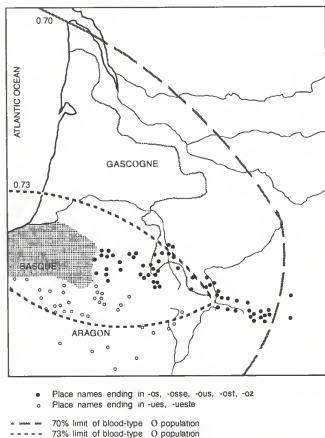 0.70
ATLANTIC OCEAN
GASCOGNE
0.73
BASQUE
ARAGON
• Place names ending in -os, -osse, -ous, -ost, -oz
○ Place names ending in -ues, -ueste
70% limit of blood-type O population
73% limit of blood-type O population